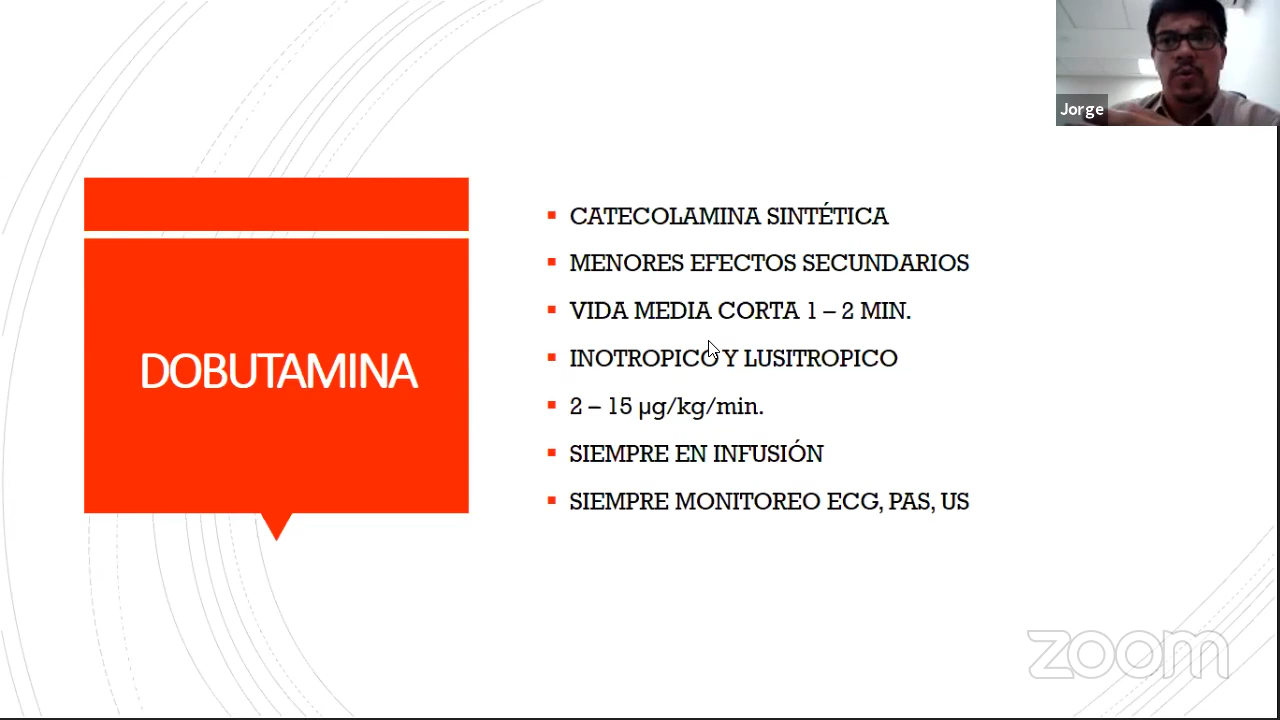 Jorge
DOBUTAMINA
CATECOLAMINA SINTÉTICA
MENORES EFECTOS SECUNDARIOS
VIDA MEDIA CORTA 1 – 2 MIN.
INOTROPICO Y LUSITROPICO
2 – 15 µg/kg/min.
SIEMPRE EN INFUSIÓN
SIEMPRE MONITOREO ECG, PAS, US
zoom